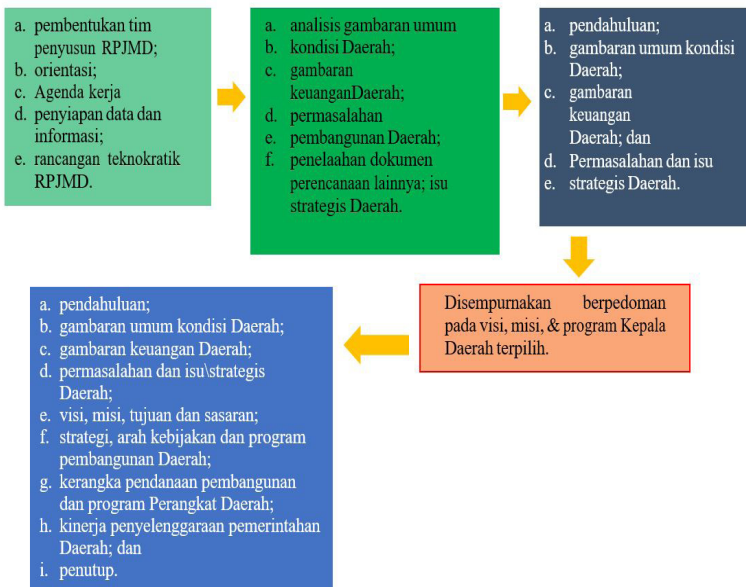 a. pembentukan tim
penyusun RPJMD;
b. orientasi;
c. Agenda kerja
d. penyiapan data dan
informasi;
e. rancangan teknokratik
RPJMD.
a. analisis gambaran umum
b. kondisi Daerah;
c. gambaran
keuanganDaerah;
d. permasalahan
e. pembangunan Daerah;
f. penelaahan dokumen
perencanaan lainnya; isu
strategis Daerah.
a. pendahuluan;
b. gambaran umum kondisi
Daerah;
c. gambaran
keuangan
Daerah; dan
d. Permasalahan dan isu
e. strategis Daerah.
Disempurnakan berpedoman
pada visi, misi, & program Kepala
Daerah terpilih.
a. pendahuluan;
b. gambaran umum kondisi Daerah;
c. gambaran keuangan Daerah;
d. permasalahan dan isu\strategis
Daerah;
e. visi, misi, tujuan dan sasaran;
f. strategi, arah kebijakan dan program
pembangunan Daerah;
g. kerangka pendanaan pembangunan
dan program Perangkat Daerah;
h. kinerja penyelenggaraan pemerintahan
Daerah; dan
i. penutup.